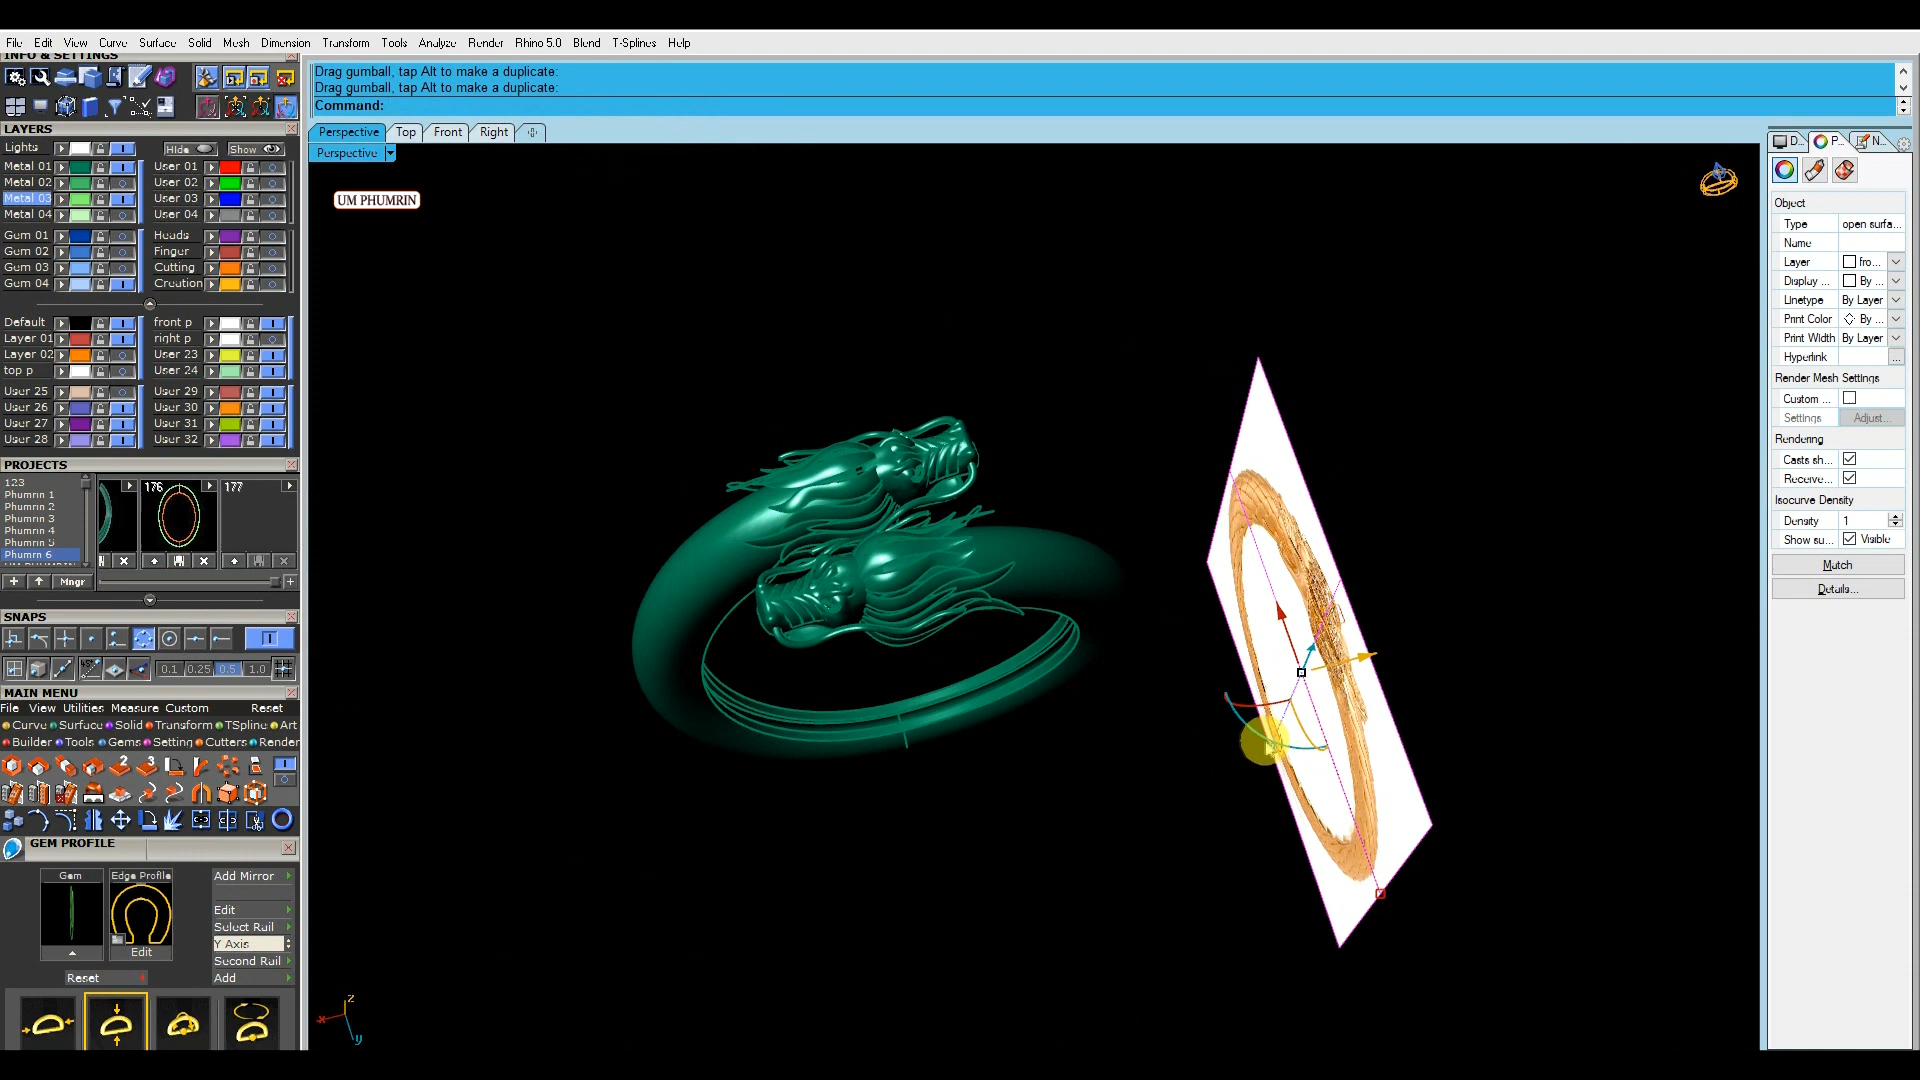 File Edit View Curve Surface Solid Mesh Dimension Transform Tools Analyze Render Rhino 5.0 Blend T-Splines Help
INFO & SETTINGS
LAYERS
Lights Hide Show
Metal 01 User 01
Metal 02 User 02
Metal 03 User 03
Metal 04 User 04
Gem 01 Heads
Gem 02 Finger
Gem 03 Cutting
Gem 04 Creation
Default front p
Layer 01 right p
Layer 02 User 23
top p User 24
User 25 User 29
User 26 User 30
User 27 User 31
User 28 User 32
PROJECTS
123
Phumrin 1
Phumrin 2
Phumrin 3
Phumrin 4
Phumrin 5
Phumrin 6
176 177
Mngr
SNAPS
0.1 0.25 0.5 1.0
MAIN MENU
File View Utilities Measure Custom Reset
Curve Surface Solid Transform TSpline Art
Builder Tools Gems Setting Cutters Render
GEM PROFILE
Gem Edge Profile Add Mirror
Edit
Select Rail
Y Axis
Edit Second Rail
Reset Add
Drag gumball, tap Alt to make a duplicate:
Drag gumball, tap Alt to make a duplicate:
Command:
Perspective Top Front Right
Perspective
UM PHUMRIN
z
x
y
D... P... N...
Object
Type open surfa...
Name
Layer fro...
Display ... By ...
Linetype By Layer
Print Color By ...
Print Width By Layer
Hyperlink ...
Render Mesh Settings
Custom ...
Settings Adjust...
Rendering
Casts sh...
Receive...
Isocurve Density
Density 1
Show su... Visible
Match
Details...